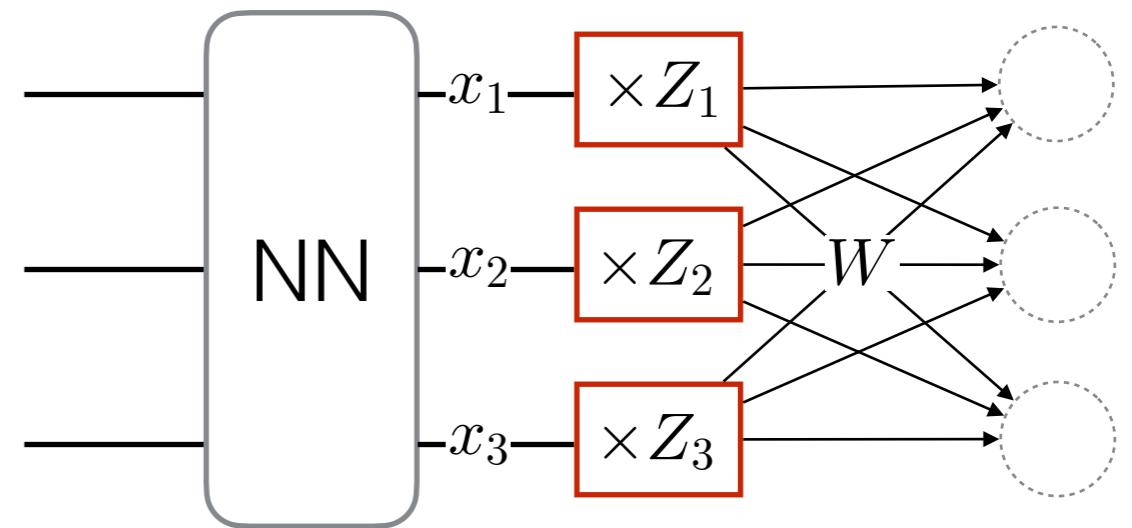 x₁ ×Z₁
NN x₂ ×Z₂ W
x₃ ×Z₃